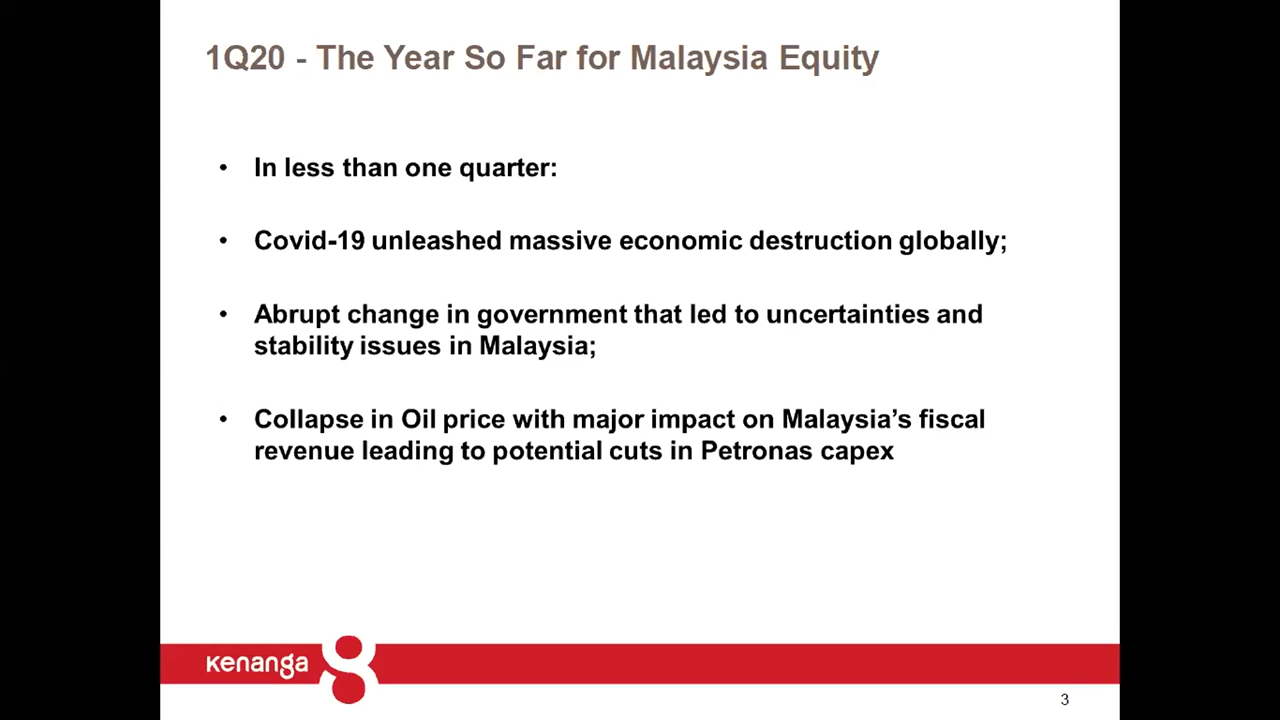 1Q20 - The Year So Far for Malaysia Equity
• In less than one quarter:
• Covid-19 unleashed massive economic destruction globally;
• Abrupt change in government that led to uncertainties and
stability issues in Malaysia;
• Collapse in Oil price with major impact on Malaysia’s fiscal
revenue leading to potential cuts in Petronas capex
kenanga
3